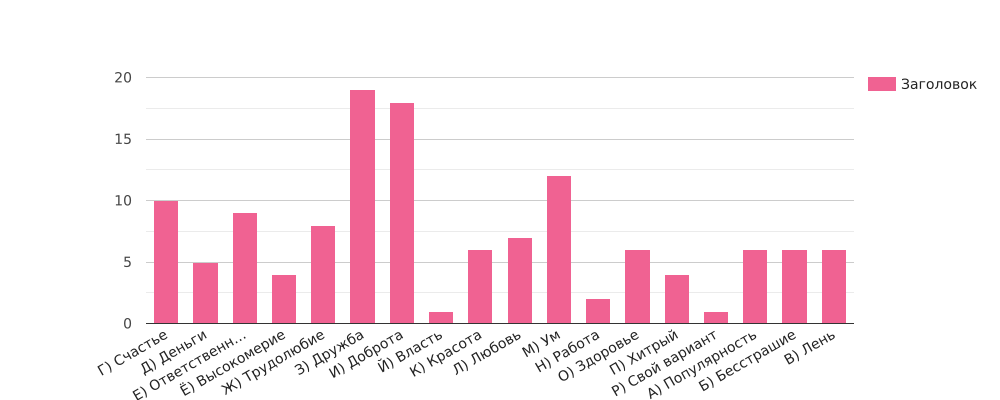 20
15
10
5
0
Заголовок
Г) Счастье
Д) Деньги
Е) Ответственн...
Ё) Высокомерие
Ж) Трудолюбие
З) Дружба
И) Доброта
Й) Власть
К) Красота
Л) Любовь
М) Ум
Н) Работа
О) Здоровье
П) Хитрый
Р) Свой вариант
А) Популярность
Б) Бесстрашие
В) Лень